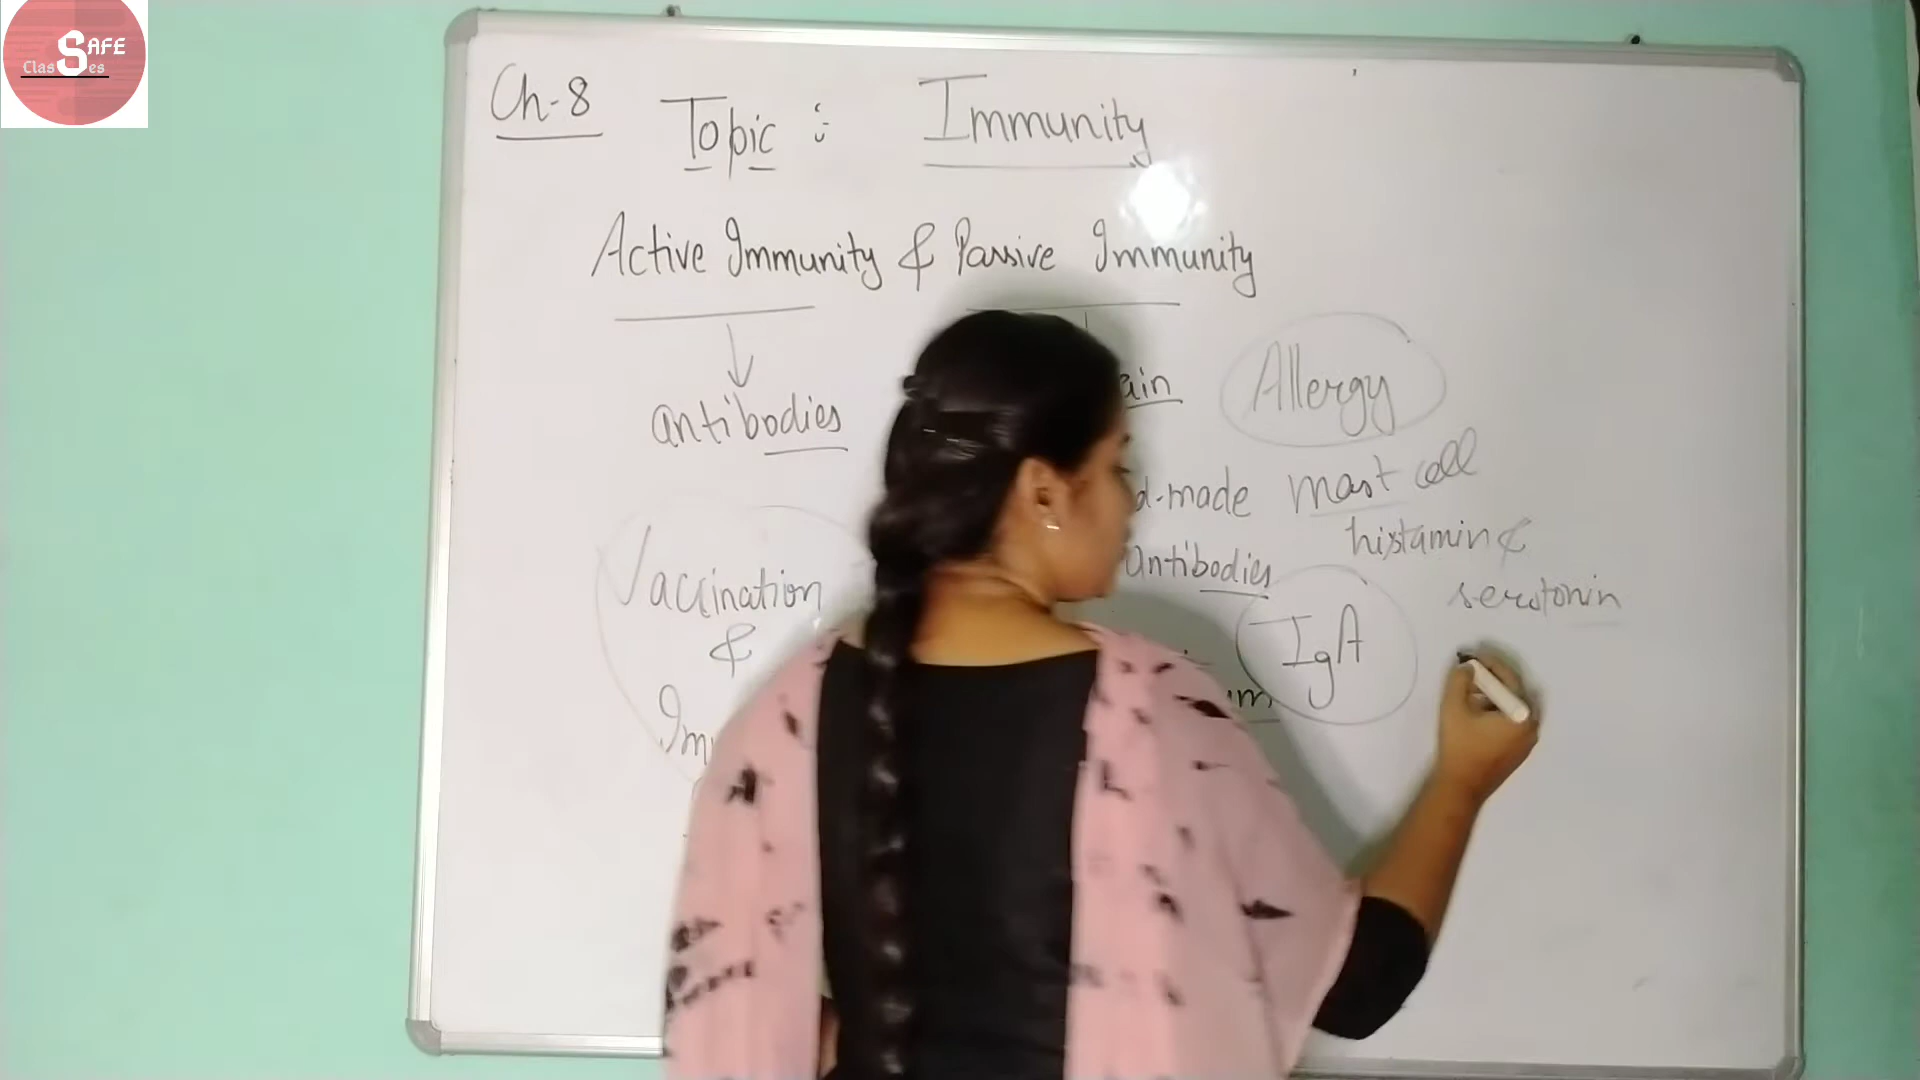 SAFE
Classes
Ch-8
Topic : Immunity
Active Immunity & Passive Immunity
antibodies
Allergy
d-made
mast cell
histamin &
serotonin
antibodies
Vaccination
&
IgA